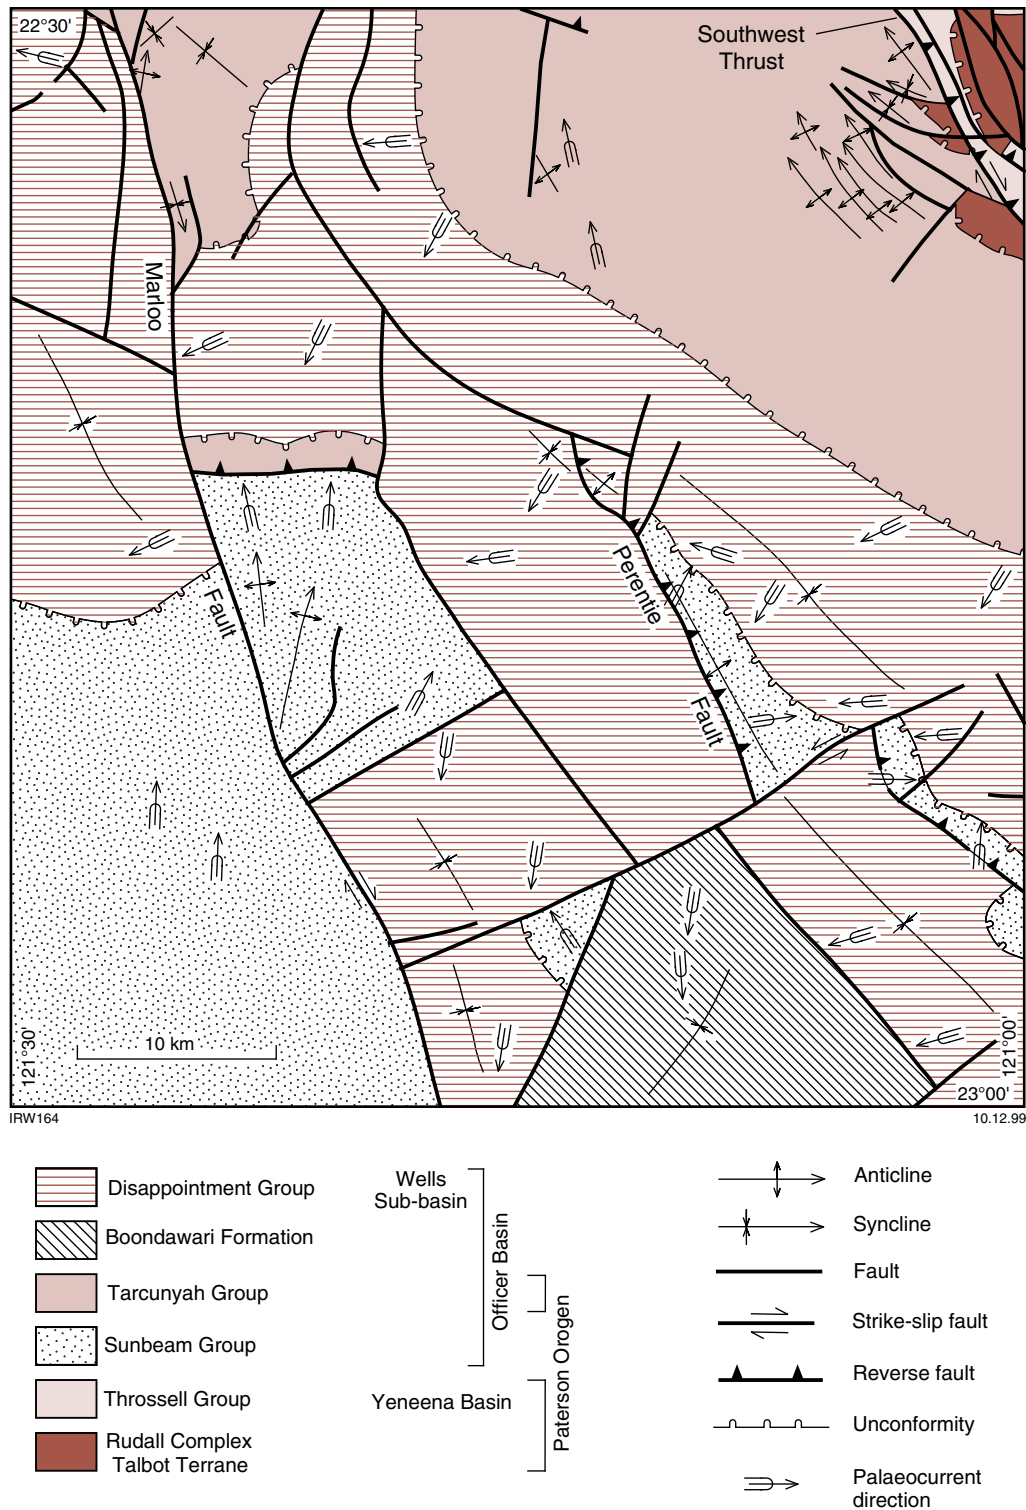 22°30'
Southwest
Thrust
Marloo
Fault
Perentie
Fault
10 km
121°30'
121°00'
23°00'
IRW164
10.12.99
Disappointment Group
Boondawari Formation
Tarcunyah Group
Sunbeam Group
Throssell Group
Rudall Complex
Talbot Terrane
Wells
Sub-basin
Officer Basin
Yeneena Basin
Paterson Orogen
Anticline
Syncline
Fault
Strike-slip fault
Reverse fault
Unconformity
Palaeocurrent
direction